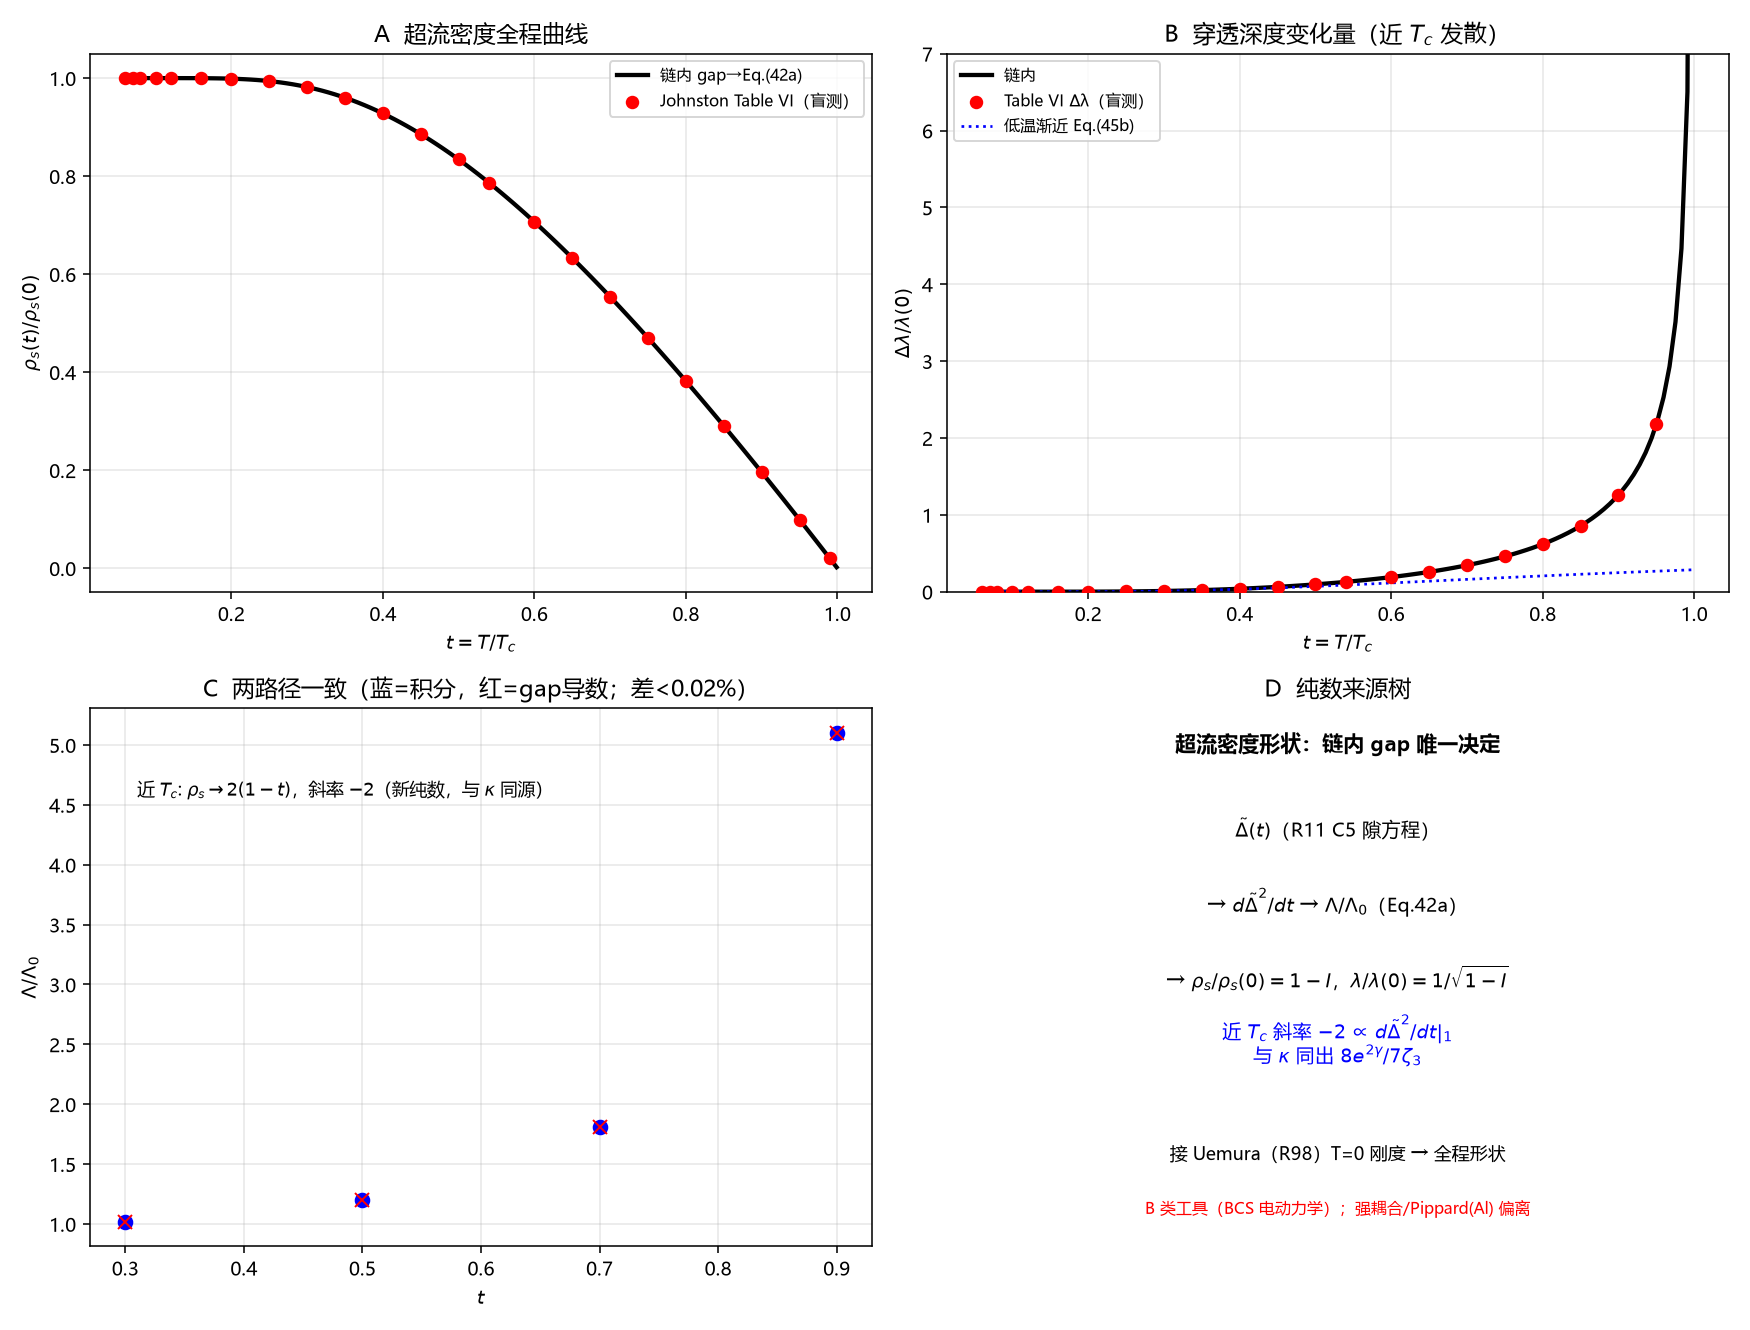 A 超流密度全程曲线
链内 gap→Eq.(42a)
Johnston Table VI（盲测）
1.0
0.8
0.6
0.4
0.2
0.0
ρₛ(t)/ρₛ(0)
0.2 0.4 0.6 0.8 1.0
t = T/T_c
B 穿透深度变化量（近 T_c 发散）
链内
Table VI Δλ（盲测）
低温渐近 Eq.(45b)
7
6
5
4
3
2
1
0
Δλ/λ(0)
0.2 0.4 0.6 0.8 1.0
t = T/T_c
C 两路径一致（蓝=积分，红=gap导数；差<0.02%）
近 T_c: ρₛ → 2(1 − t)，斜率 −2（新纯数，与 κ 同源）
5.0
4.5
4.0
3.5
3.0
2.5
2.0
1.5
1.0
Λ/Λ₀
0.3 0.4 0.5 0.6 0.7 0.8 0.9
t
D 纯数来源树
超流密度形状：链内 gap 唯一决定
Δ̃(t)（R11 C5 隙方程）
→ dΔ̃²/dt → Λ/Λ₀（Eq.42a）
→ ρₛ/ρₛ(0) = 1 − I，λ/λ(0) = 1/√(1 − I)
近 T_c 斜率 −2 ∝ dΔ̃²/dt|₁
与 κ 同出 8e²ᵞ/7ζ₃
接 Uemura（R98）T=0 刚度 → 全程形状
B 类工具（BCS 电动力学）；强耦合/Pippard(Al) 偏离